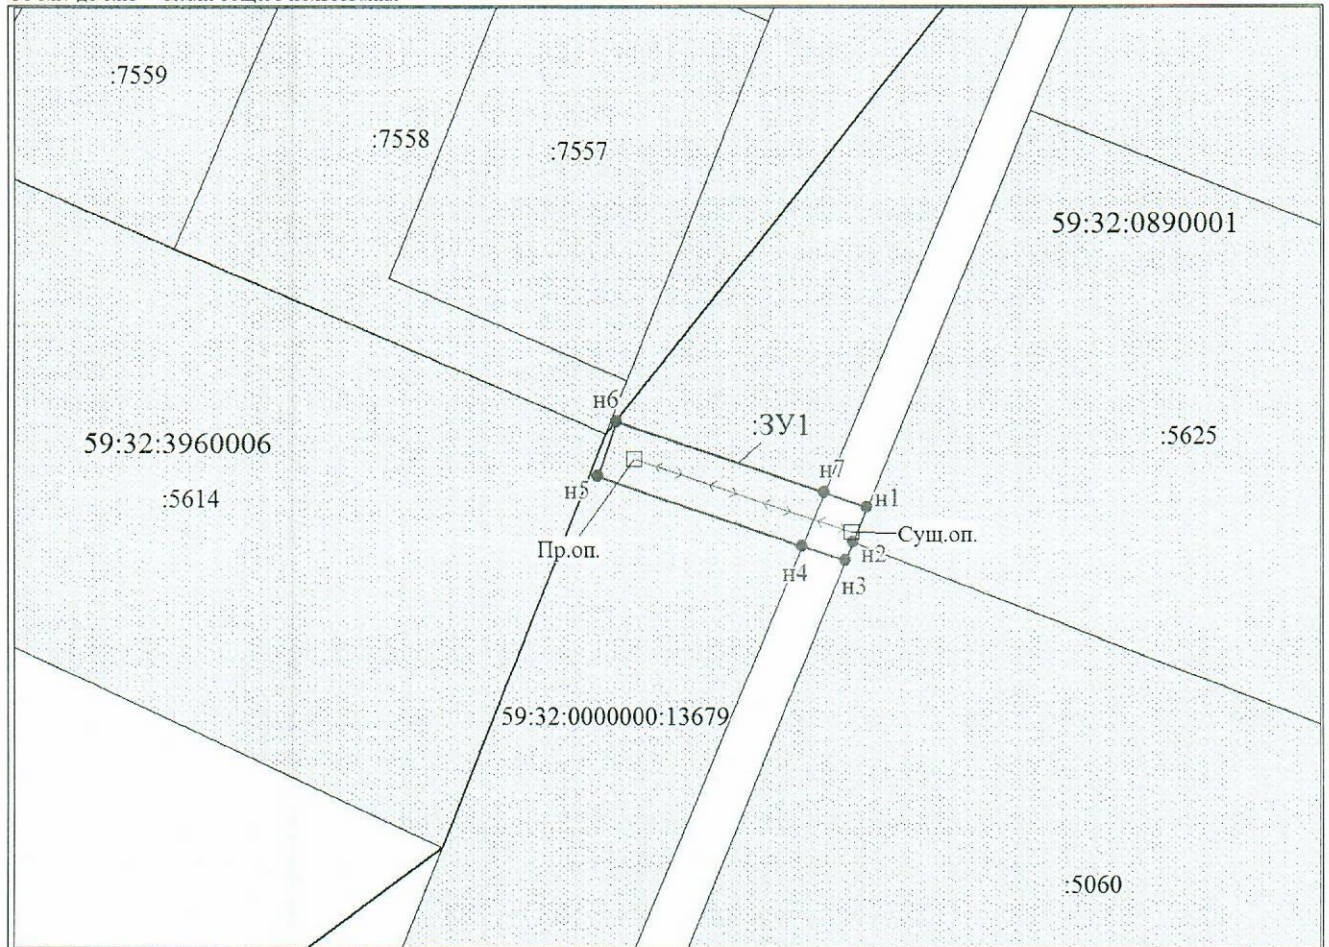 :7559
:7558
:7557
59:32:0890001
н6
:ЗУ1
59:32:3960006
:5625
:5614
н7
н5
н1
Пр.оп.
Сущ.оп.
н2
н4
н3
59:32:0000000:13679
:5060